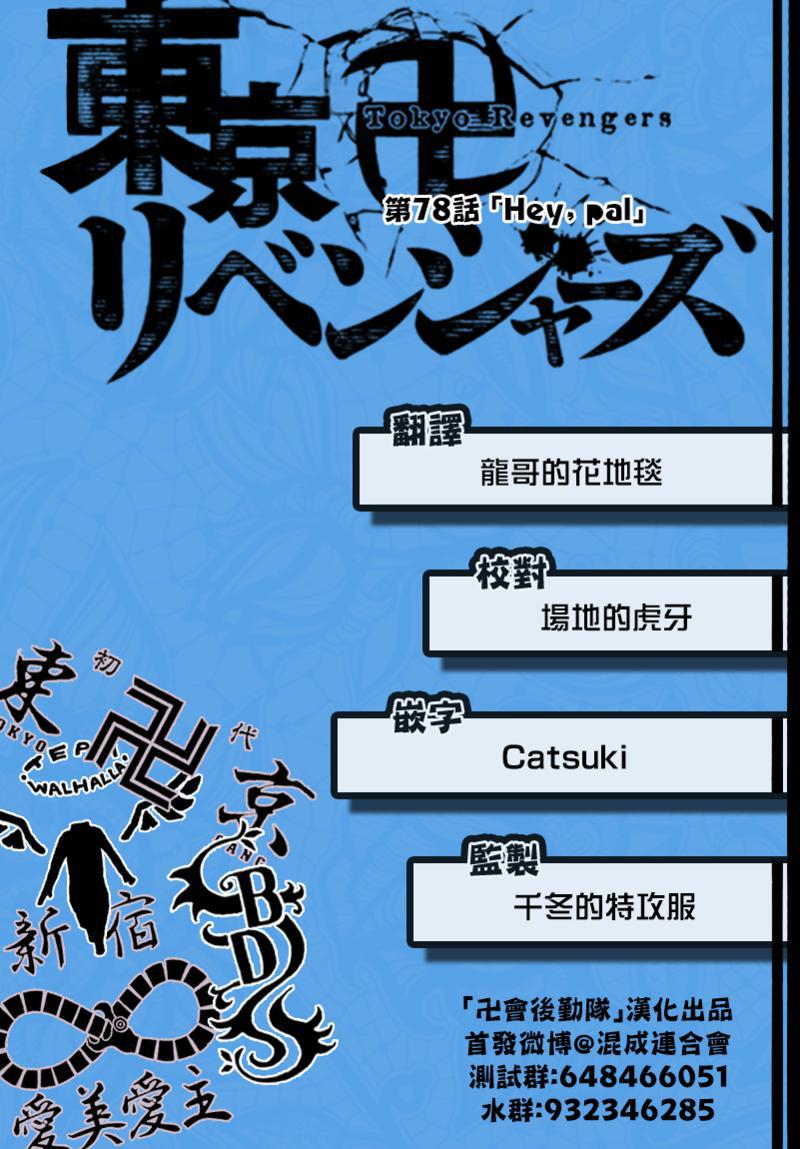 東京卍
Tokyo Revengers
第78話「Hey, pal」
リベンジャーズ
翻譯
龍哥的花地毯
校對
場地的虎牙
嵌字
Catsuki
監製
千冬的特攻服
東卍京
初代
TOKYO
WALHALLA
GANG
BD
新宿
愛美愛主
「卍會後勤隊」漢化出品
首發微博@混成連合會
測試群:648466051
水群:932346285